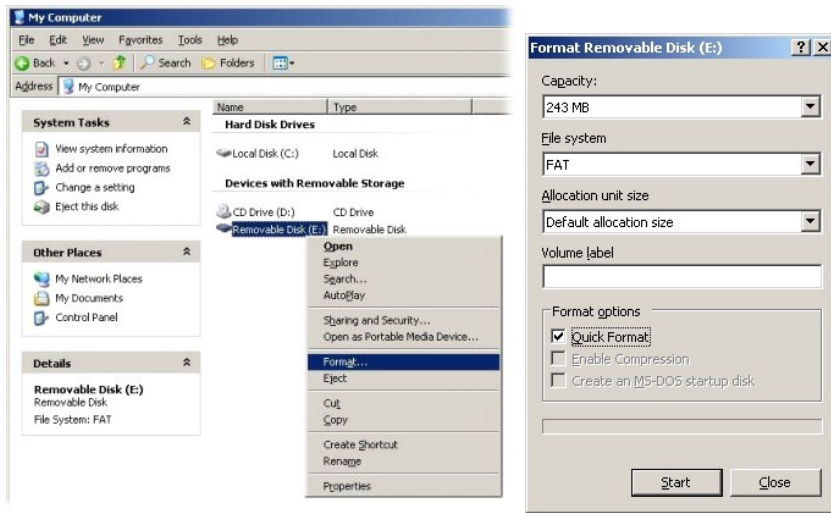 My Computer
File Edit View Favorites Tools Help
Back Search Folders
Address My Computer
System Tasks
View system information
Add or remove programs
Change a setting
Eject this disk
Other Places
My Network Places
My Documents
Control Panel
Details
Removable Disk (E:)
Removable Disk
File System: FAT
Name Type
Hard Disk Drives
Local Disk (C:) Local Disk
Devices with Removable Storage
CD Drive (D:) CD Drive
Removable Disk (E:) Removable Disk
Open
Explore
Search...
AutoPlay
Sharing and Security...
Open as Portable Media Device...
Format...
Eject
Cut
Copy
Create Shortcut
Rename
Properties
Format Removable Disk (E:)
Capacity:
243 MB
File system
FAT
Allocation unit size
Default allocation size
Volume label
Format options
Quick Format
Enable Compression
Create an MS-DOS startup disk
Start Close